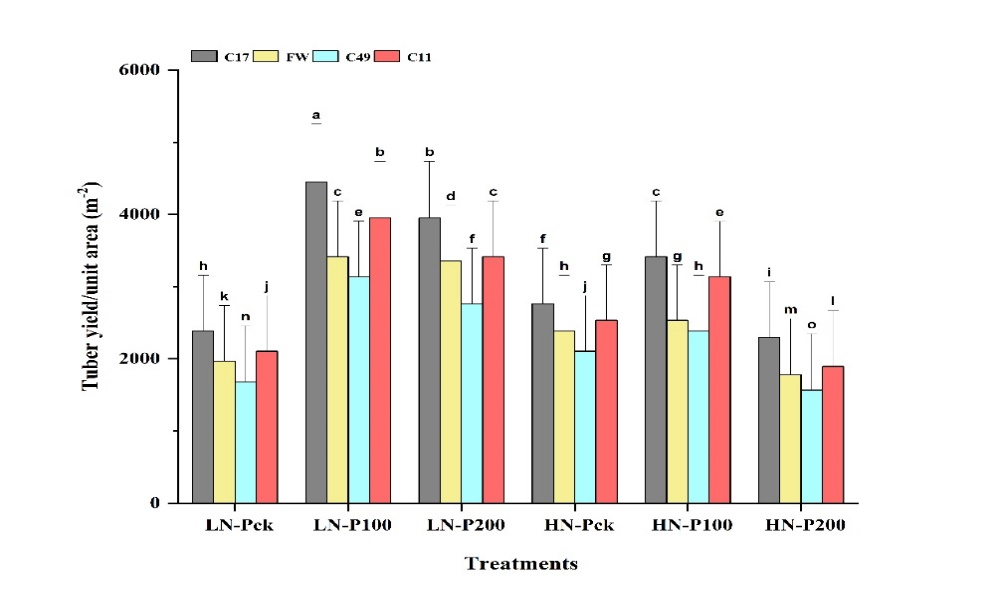 C17 FW C49 C11
6000
4000
2000
0
Tuber yield/unit area (m-2)
h k n j
a c e b
b d f c
f h j g
c g h e
i m o l
LN-Pck LN-P100 LN-P200 HN-Pck HN-P100 HN-P200
Treatments